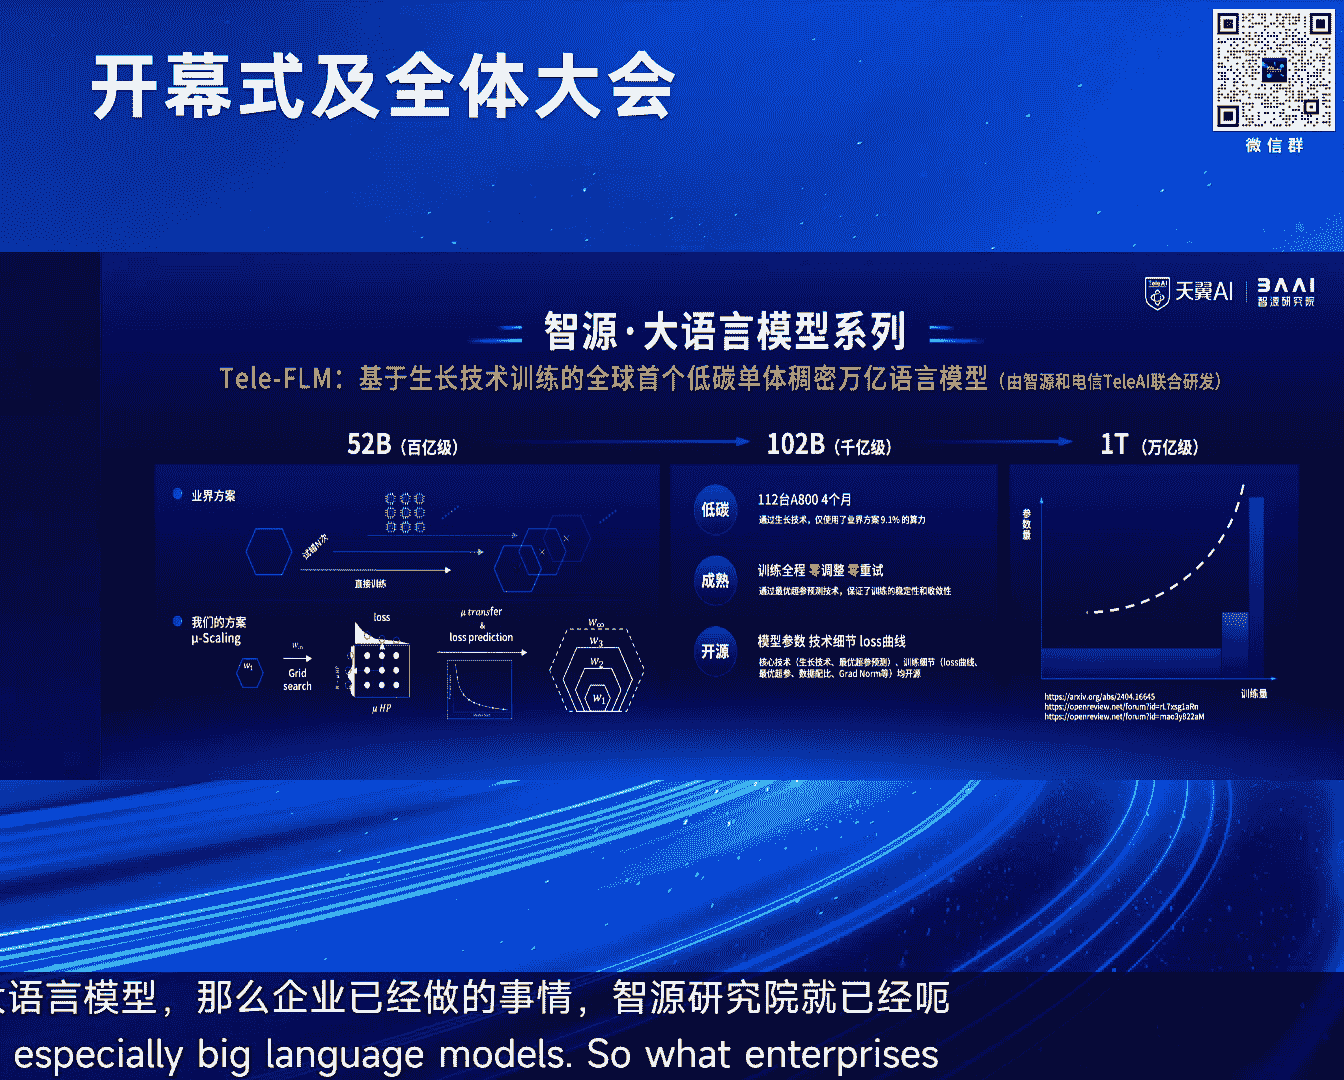 开幕式及全体大会
微信群
TeleAI 天翼AI BAAI 智源研究院
智源·大语言模型系列
Tele-FLM：基于生长技术训练的全球首个低碳单体稠密万亿语言模型（由智源和电信TeleAI联合研发）
52B（百亿级） 102B（千亿级） 1T（万亿级）
业界方案
试错N次
直接训练
我们的方案
μ-Scaling
w1
Grid
search
loss
μ HP
μ transfer
&
loss prediction
w∞
w3
w2
w1
低碳
112台A800 4个月
通过生长技术，仅使用了业界方案 9.1% 的算力
成熟
训练全程 零调整 零重试
通过最优超参预测技术，保证了训练的稳定性和收敛性
开源
模型参数 技术细节 loss曲线
核心技术（生长技术、最优超参预测）、训练细节（loss曲线、
最优超参、数据配比、Grad Norm等）均开源
参数量
训练量
https://arxiv.org/abs/2404.16645
https://openreview.net/forum?id=rL7xsg1aRn
https://openreview.net/forum?id=mao3y822aM
语言模型，那么企业已经做的事情，智源研究院就已经呃
especially big language models. So what enterprises